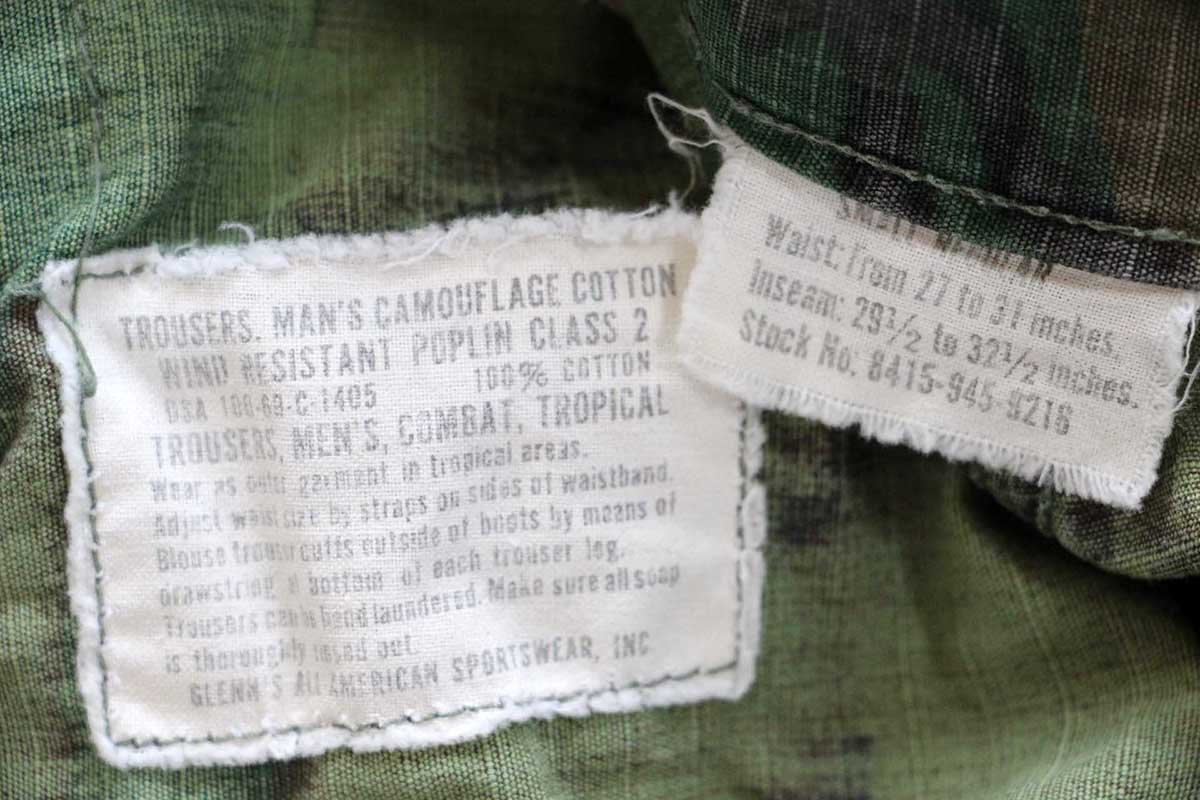 TROUSERS, MAN'S CAMOUFLAGE COTTON
WIND RESISTANT POPLIN CLASS 2
DSA 100-69-C-1405 100% COTTON
TROUSERS, MEN'S, COMBAT, TROPICAL
Wear as outer garment in tropical areas.
Adjust waist size by straps on sides of waistband.
Blouse trouser cuffs outside of boots by means of
drawstring bottom of each trouser leg.
Trousers can hand laundered. Make sure all soap
is thoroughly out.
GLENN'S ALL AMERICAN SPORTSWEAR, INC
SMALL
Waist: from 27 to 31 inches.
Inseam: 29½ to 32½ inches.
Stock No: 8415-945-9216